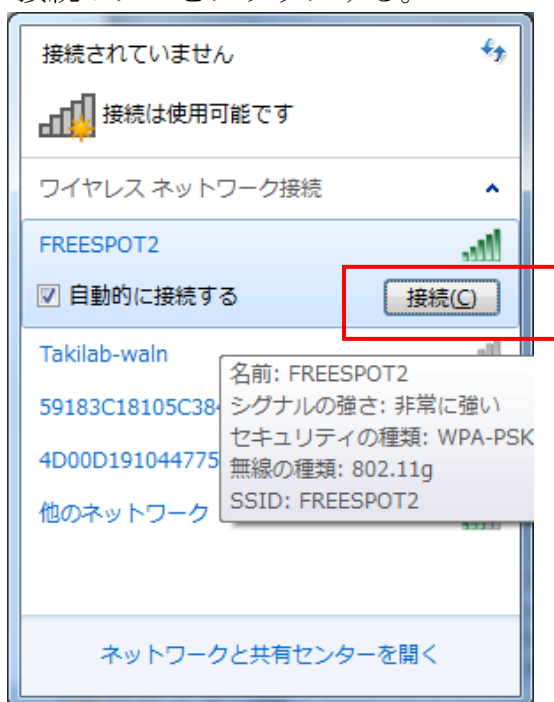 接続されていません
接続は使用可能です
ワイヤレス ネットワーク接続
FREESPOT2
自動的に接続する
接続(C)
Takilab-waln
名前: FREESPOT2
59183C18105C384
シグナルの強さ: 非常に強い
セキュリティの種類: WPA-PSK
4D00D191044775
無線の種類: 802.11g
SSID: FREESPOT2
他のネットワーク
ネットワークと共有センターを開く